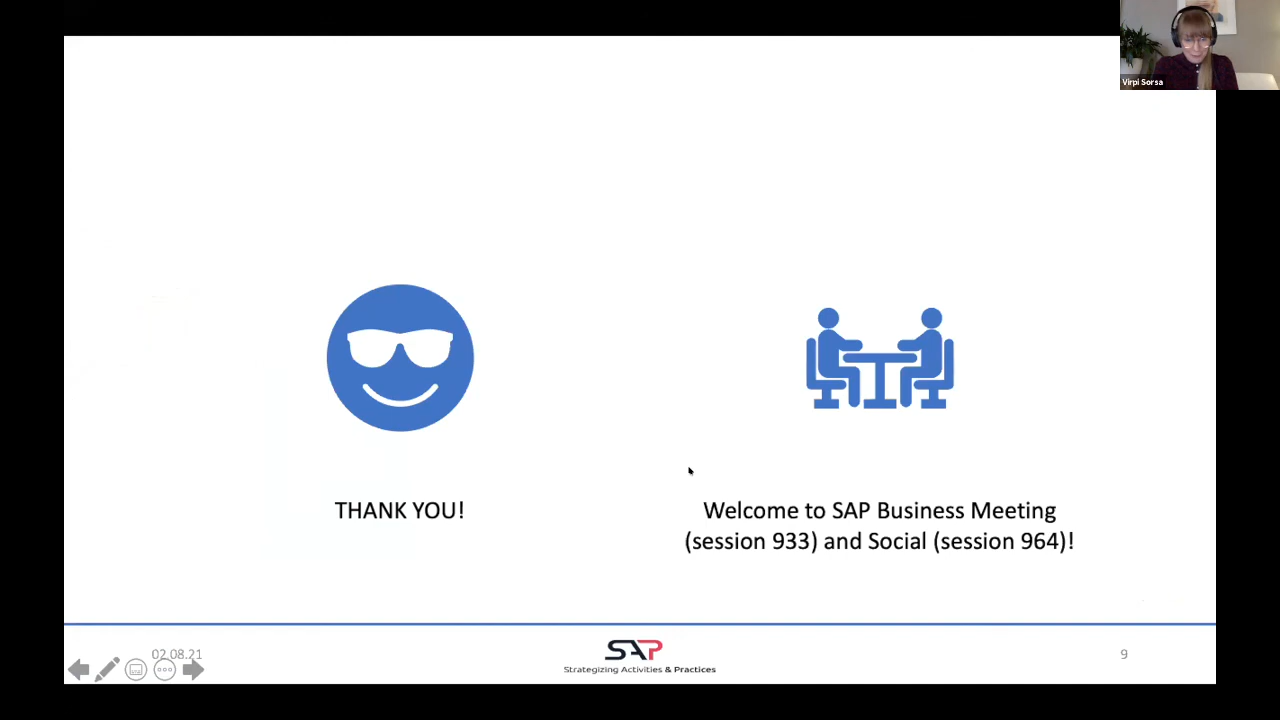 Virpi Sorsa
THANK YOU!
Welcome to SAP Business Meeting
(session 933) and Social (session 964)!
02.08.21
SAP
Strategizing Activities & Practices
9